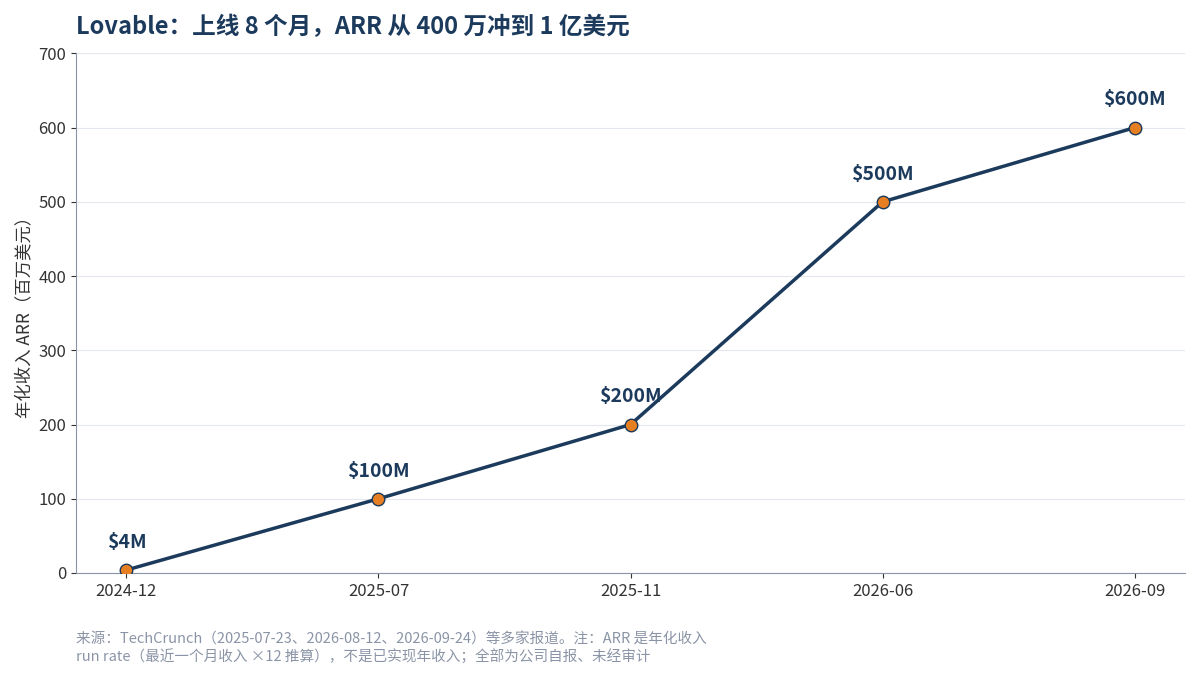 Lovable：上线 8 个月，ARR 从 400 万冲到 1 亿美元
年化收入 ARR（百万美元）
700
600
500
400
300
200
100
0
$4M
$100M
$200M
$500M
$600M
2024-12
2025-07
2025-11
2026-06
2026-09
来源：TechCrunch（2025-07-23、2026-08-12、2026-09-24）等多家报道。注：ARR 是年化收入
run rate（最近一个月收入 ×12 推算），不是已实现年收入；全部为公司自报、未经审计